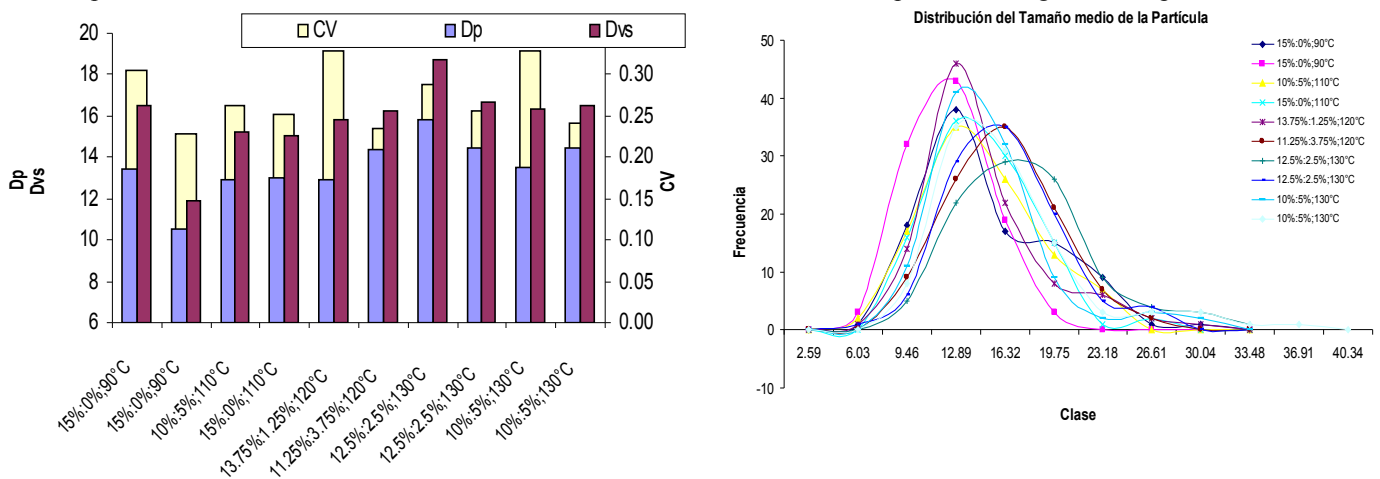 CV Dp Dvs
20
18
16
14
12
10
8
6
Dp
Dvs
0.30
0.25
0.20
0.15
0.10
0.05
0.00
CV
15%:0%;90°C
15%:0%;90°C
10%:5%;110°C
15%:0%;110°C
13.75%:1.25%;120°C
11.25%:3.75%;120°C
12.5%:2.5%;130°C
12.5%:2.5%;130°C
10%:5%;130°C
10%:5%;130°C
Distribución del Tamaño medio de la Partícula
50
40
30
20
10
0
-10
Frecuencia
2.59 6.03 9.46 12.89 16.32 19.75 23.18 26.61 30.04 33.48 36.91 40.34
Clase
15%:0%;90°C
15%:0%;90°C
10%:5%;110°C
15%:0%;110°C
13.75%:1.25%;120°C
11.25%:3.75%;120°C
12.5%:2.5%;130°C
12.5%:2.5%;130°C
10%:5%;130°C
10%:5%;130°C